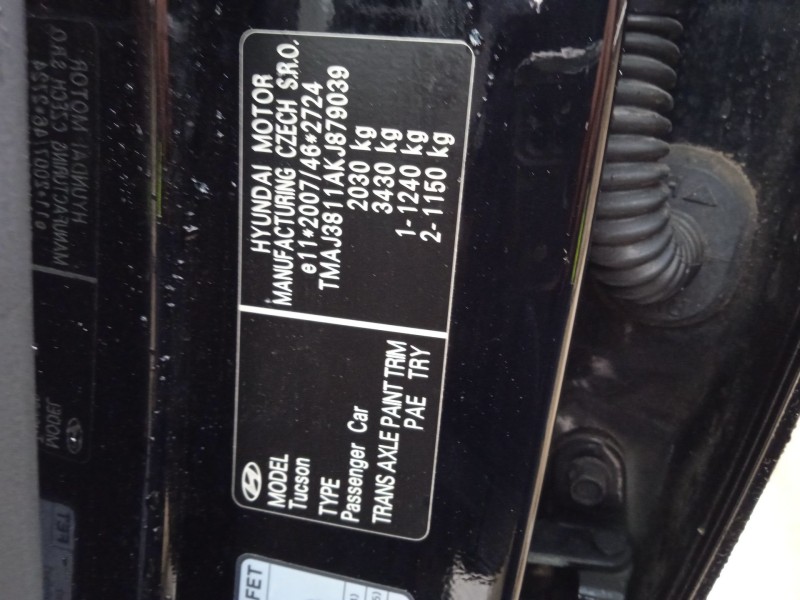 HYUNDAI MOTOR
MANUFACTURING CZECH S.R.O.
e11*2007/46*2724
TMAJ3811AKJ879039
2030 kg
3430 kg
1-1240 kg
2-1150 kg
MODEL
Tucson
TYPE
Passenger Car
TRANS AXLE PAINT TRIM
PAE TRY
FET